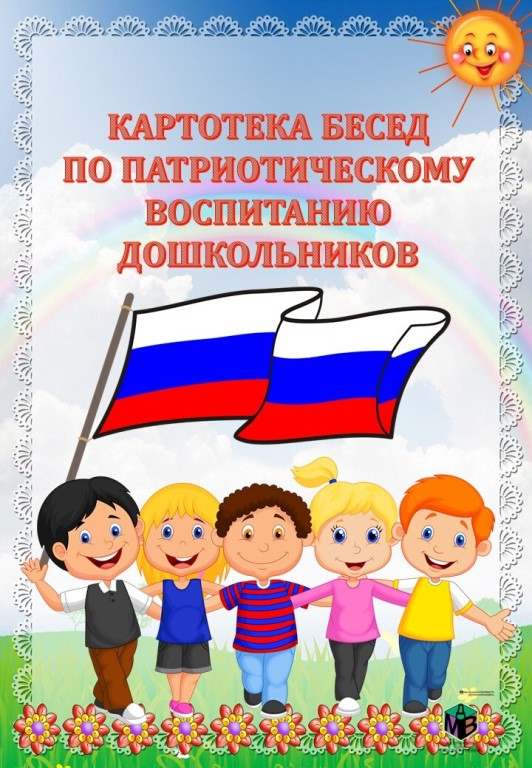 КАРТОТЕКА БЕСЕД
ПО ПАТРИОТИЧЕСКОМУ
ВОСПИТАНИЮ
ДОШКОЛЬНИКОВ